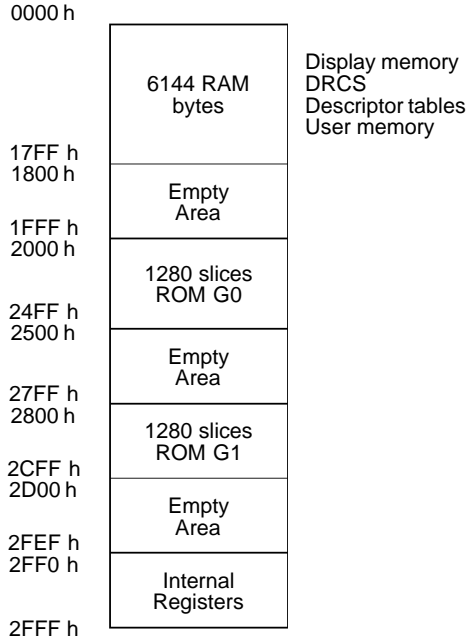 0000 h
6144 RAM
bytes
Display memory
DRCS
Descriptor tables
User memory
17FF h
1800 h
Empty
Area
1FFF h
2000 h
1280 slices
ROM G0
24FF h
2500 h
Empty
Area
27FF h
2800 h
1280 slices
ROM G1
2CFF h
2D00 h
Empty
Area
2FEF h
2FF0 h
Internal
Registers
2FFF h